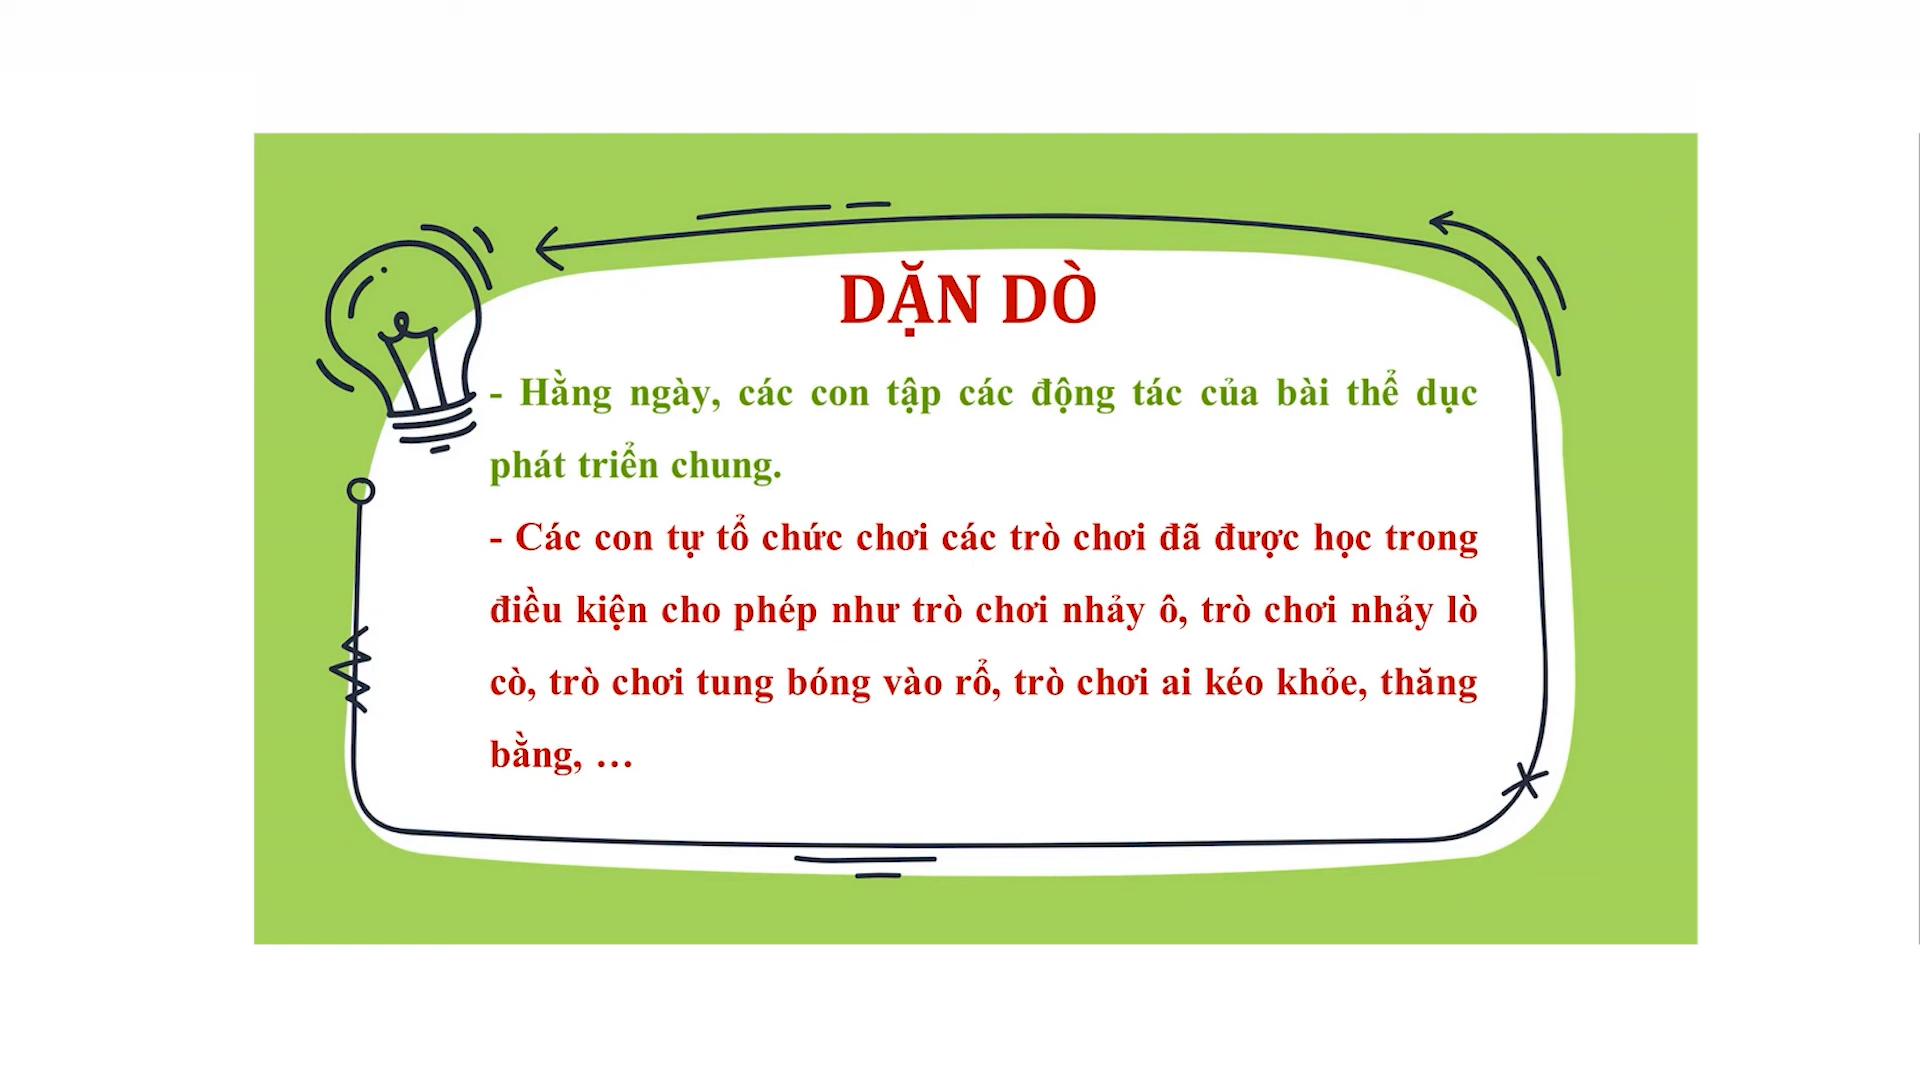 DẶN DÒ
- Hằng ngày, các con tập các động tác của bài thể dục
phát triển chung.
- Các con tự tổ chức chơi các trò chơi đã được học trong
điều kiện cho phép như trò chơi nhảy ô, trò chơi nhảy lò
cò, trò chơi tung bóng vào rổ, trò chơi ai kéo khỏe, thăng
bằng, …